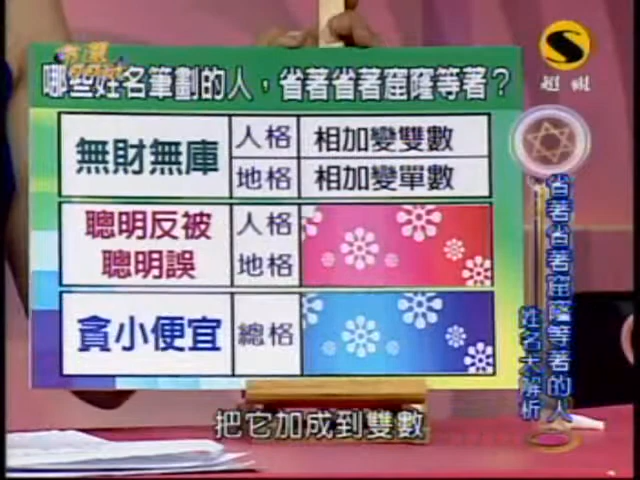 哪些姓名筆劃的人，省著省著窟窿等著？
無財無庫
人格
相加變雙數
地格
相加變單數
聰明反被
聰明誤
人格
地格
貪小便宜
總格
超視
省著省著窟窿等著的人
姓名大解析
把它加成到雙數